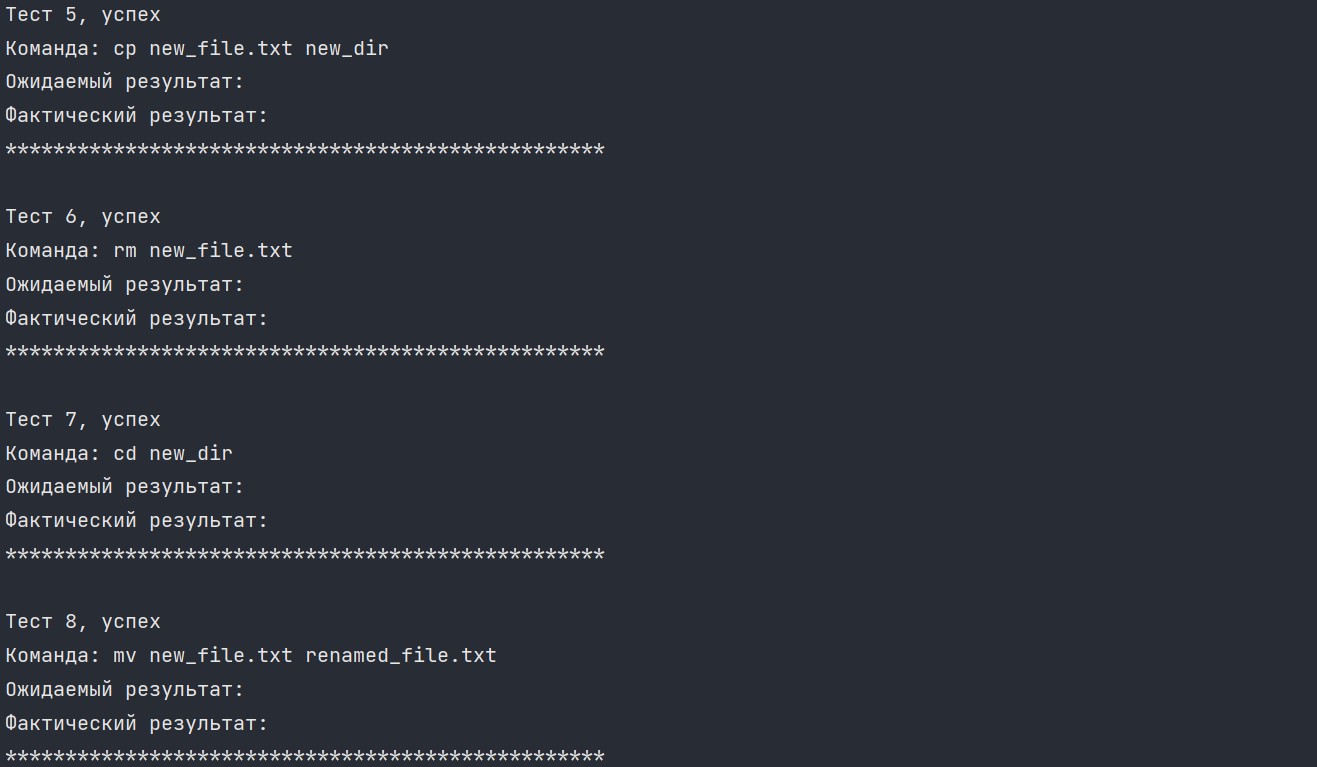 Тест 5, успех
Команда: cp new_file.txt new_dir
Ожидаемый результат:
Фактический результат:
**************************************************
Тест 6, успех
Команда: rm new_file.txt
Ожидаемый результат:
Фактический результат:
**************************************************
Тест 7, успех
Команда: cd new_dir
Ожидаемый результат:
Фактический результат:
**************************************************
Тест 8, успех
Команда: mv new_file.txt renamed_file.txt
Ожидаемый результат:
Фактический результат:
**************************************************